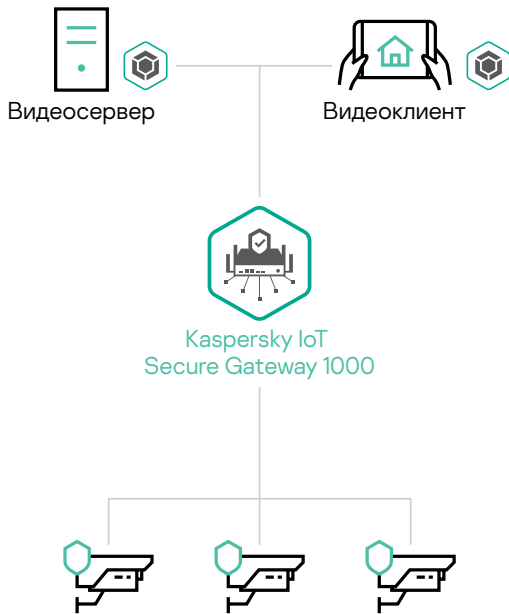 Видеосервер
Видеоклиент
Kaspersky IoT
Secure Gateway 1000